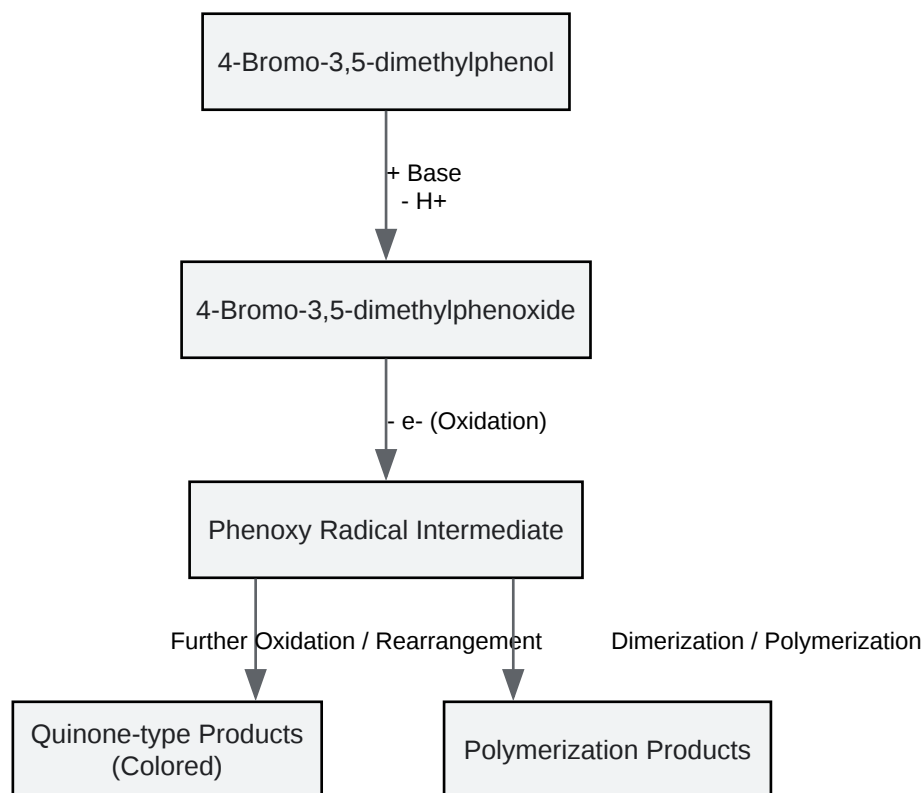 4-Bromo-3,5-dimethylphenol
+ Base
- H+
4-Bromo-3,5-dimethylphenoxide
- e- (Oxidation)
Phenoxy Radical Intermediate
Further Oxidation / Rearrangement
Dimerization / Polymerization
Quinone-type Products
(Colored)
Polymerization Products